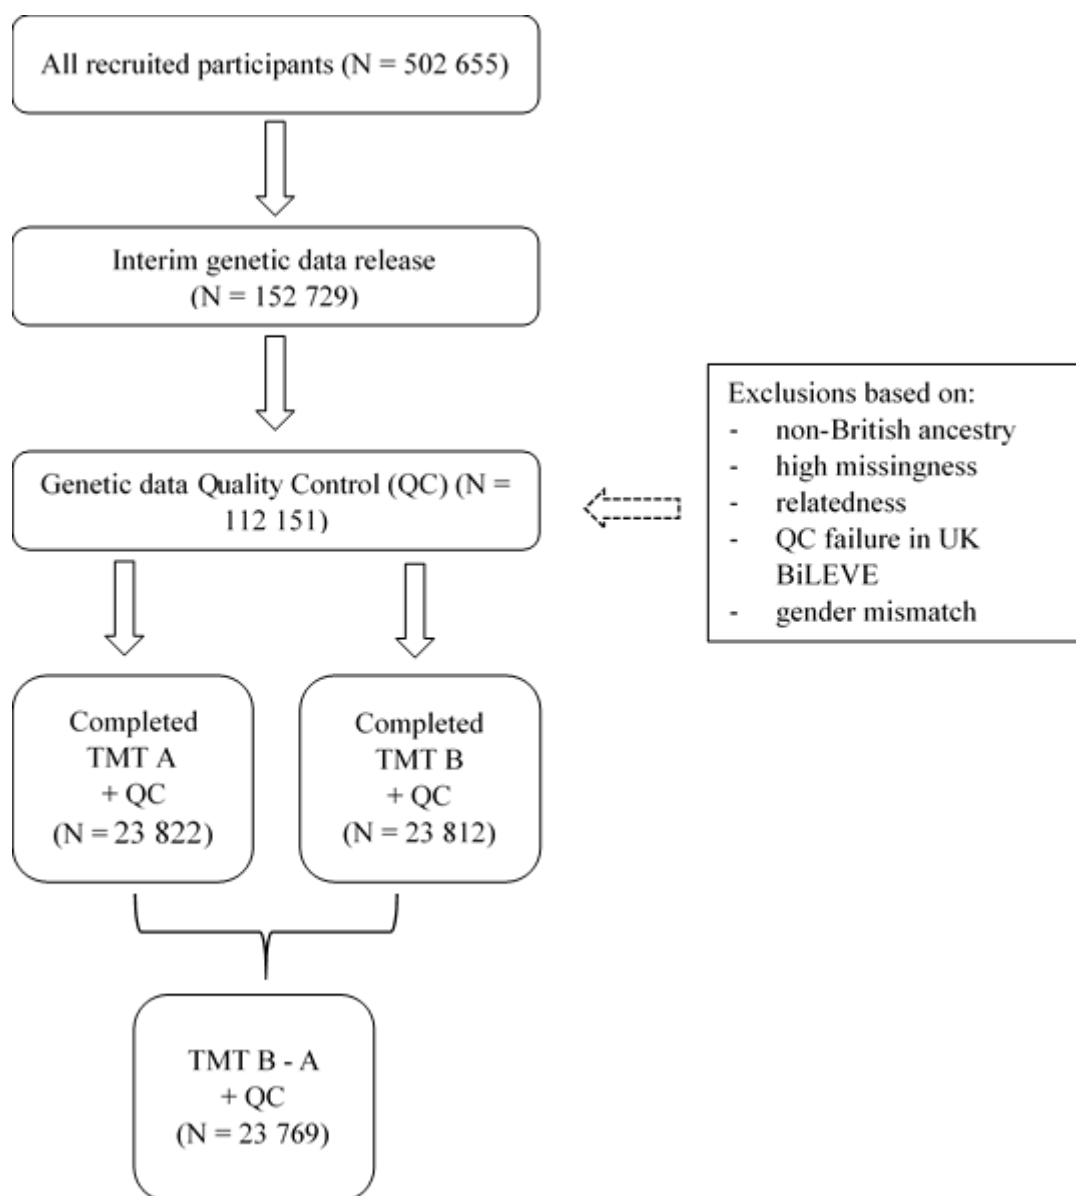 All recruited participants (N = 502 655)
Interim genetic data release
(N = 152 729)
Genetic data Quality Control (QC) (N =
112 151)
Exclusions based on:
- non-British ancestry
- high missingness
- relatedness
- QC failure in UK
BiLEVE
- gender mismatch
Completed
TMT A
+ QC
(N = 23 822)
Completed
TMT B
+ QC
(N = 23 812)
TMT B - A
+ QC
(N = 23 769)